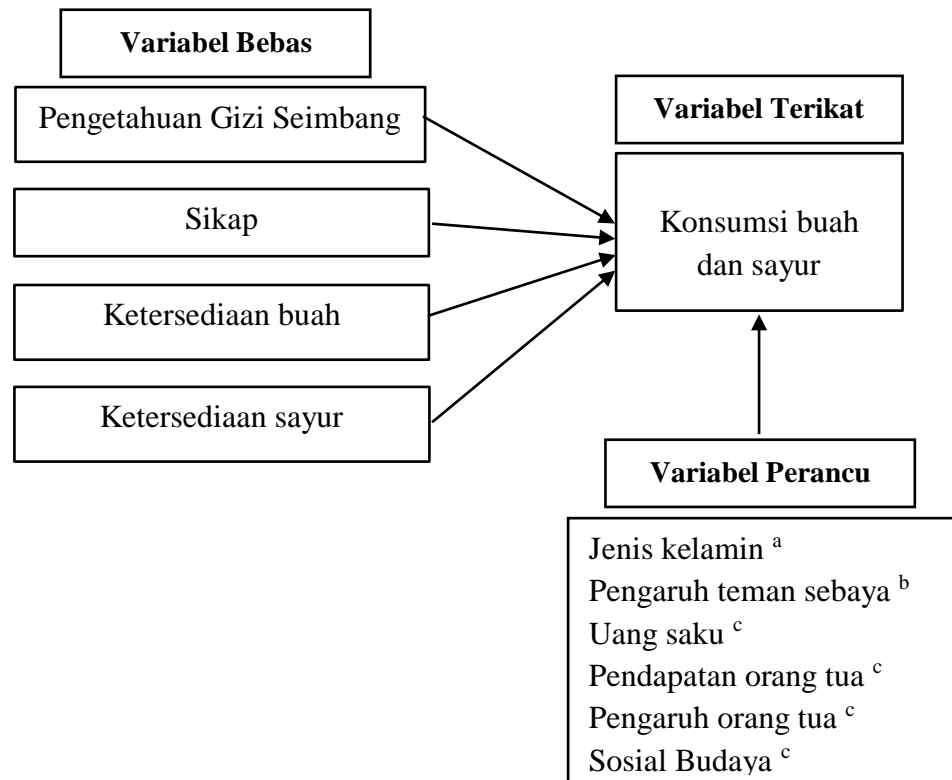 Variabel Bebas
Pengetahuan Gizi Seimbang
Sikap
Ketersediaan buah
Ketersediaan sayur
Variabel Terikat
Konsumsi buah
dan sayur
Variabel Perancu
Jenis kelamin ᵃ
Pengaruh teman sebaya ᵇ
Uang saku ᶜ
Pendapatan orang tua ᶜ
Pengaruh orang tua ᶜ
Sosial Budaya ᶜ